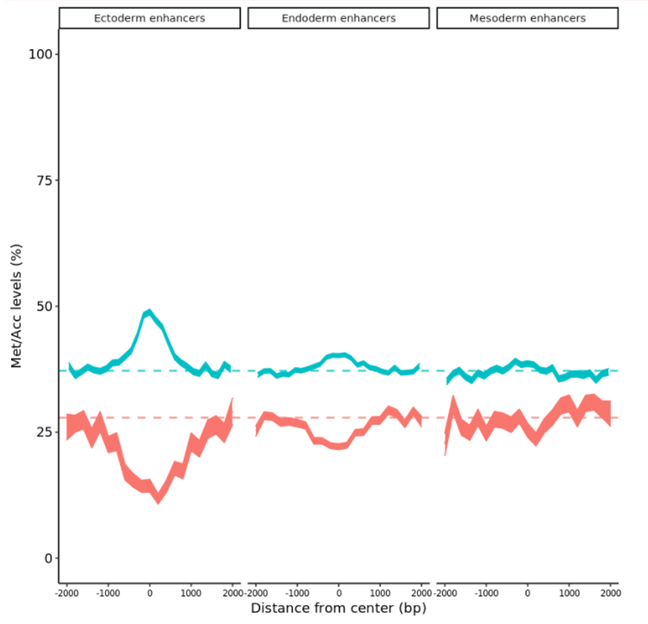 Ectoderm enhancers Endoderm enhancers Mesoderm enhancers
Met/Acc levels (%)
100
75
50
25
0
-2000 -1000 0 1000 2000 -2000 -1000 0 1000 2000 -2000 -1000 0 1000 2000
Distance from center (bp)